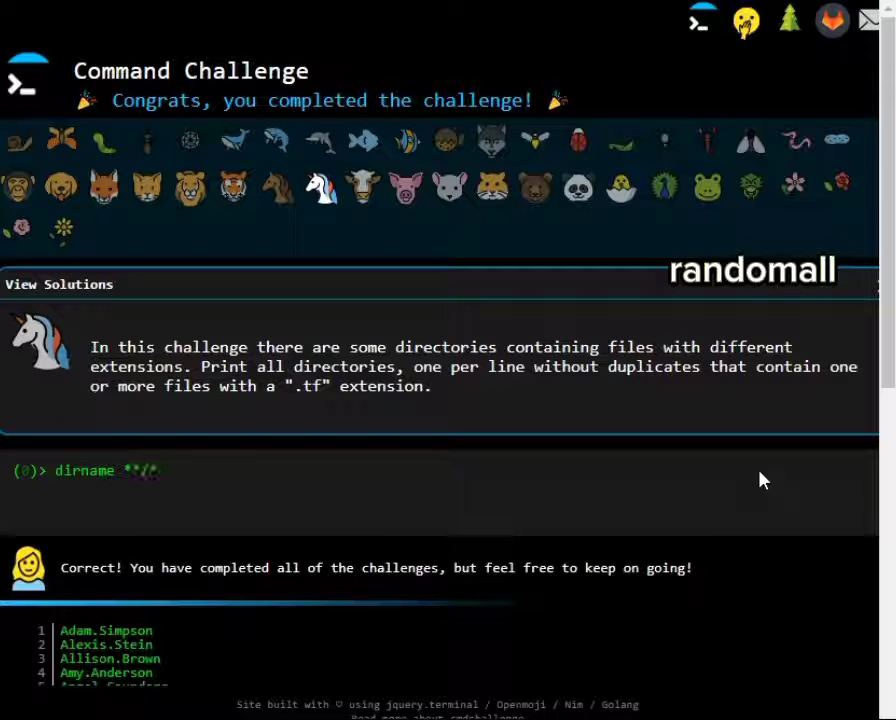 Command Challenge
Congrats, you completed the challenge!
randomall
View Solutions
In this challenge there are some directories containing files with different
extensions. Print all directories, one per line without duplicates that contain one
or more files with a ".tf" extension.
(0)> dirname **/*
Correct! You have completed all of the challenges, but feel free to keep on going!
1 Adam.Simpson
2 Alexis.Stein
3 Allison.Brown
4 Amy.Anderson
Site built with ♡ using jquery.terminal / Openmoji / Nim / Golang
Read more about cmdchallenge